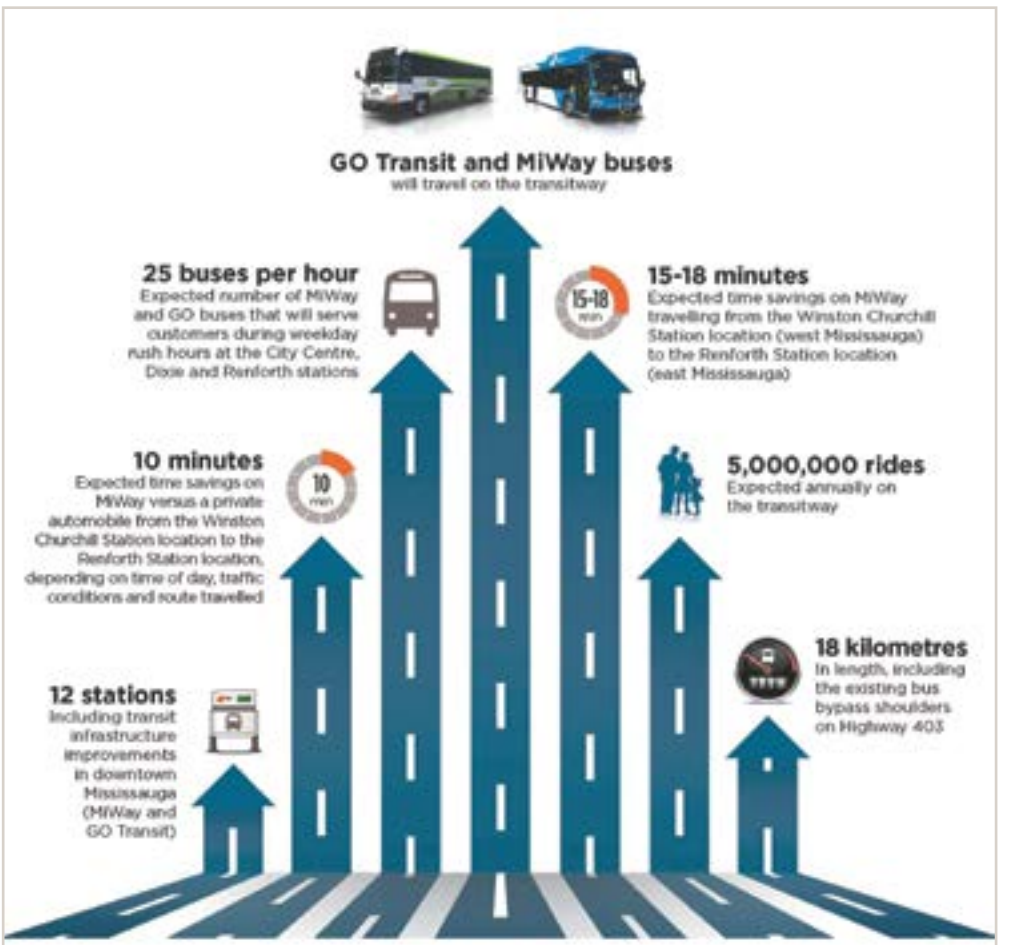 GO Transit and MiWay buses
will travel on the transitway
25 buses per hour
Expected number of MiWay
and GO buses that will serve
customers during weekday
rush hours at the City Centre,
Dixie and Renforth stations
15-18
min
15-18 minutes
Expected time savings on MiWay
travelling from the Winston Churchill
Station location (west Mississauga)
to the Renforth Station location
(east Mississauga)
10 minutes
Expected time savings on
MiWay versus a private
automobile from the Winston
Churchill Station location to the
Renforth Station location,
depending on time of day, traffic
conditions and route travelled
10
min
5,000,000 rides
Expected annually on
the transitway
12 stations
Including transit
infrastructure
improvements
in downtown
Mississauga
(MiWay and
GO Transit)
18 kilometres
In length, including
the existing bus
bypass shoulders
on Highway 403